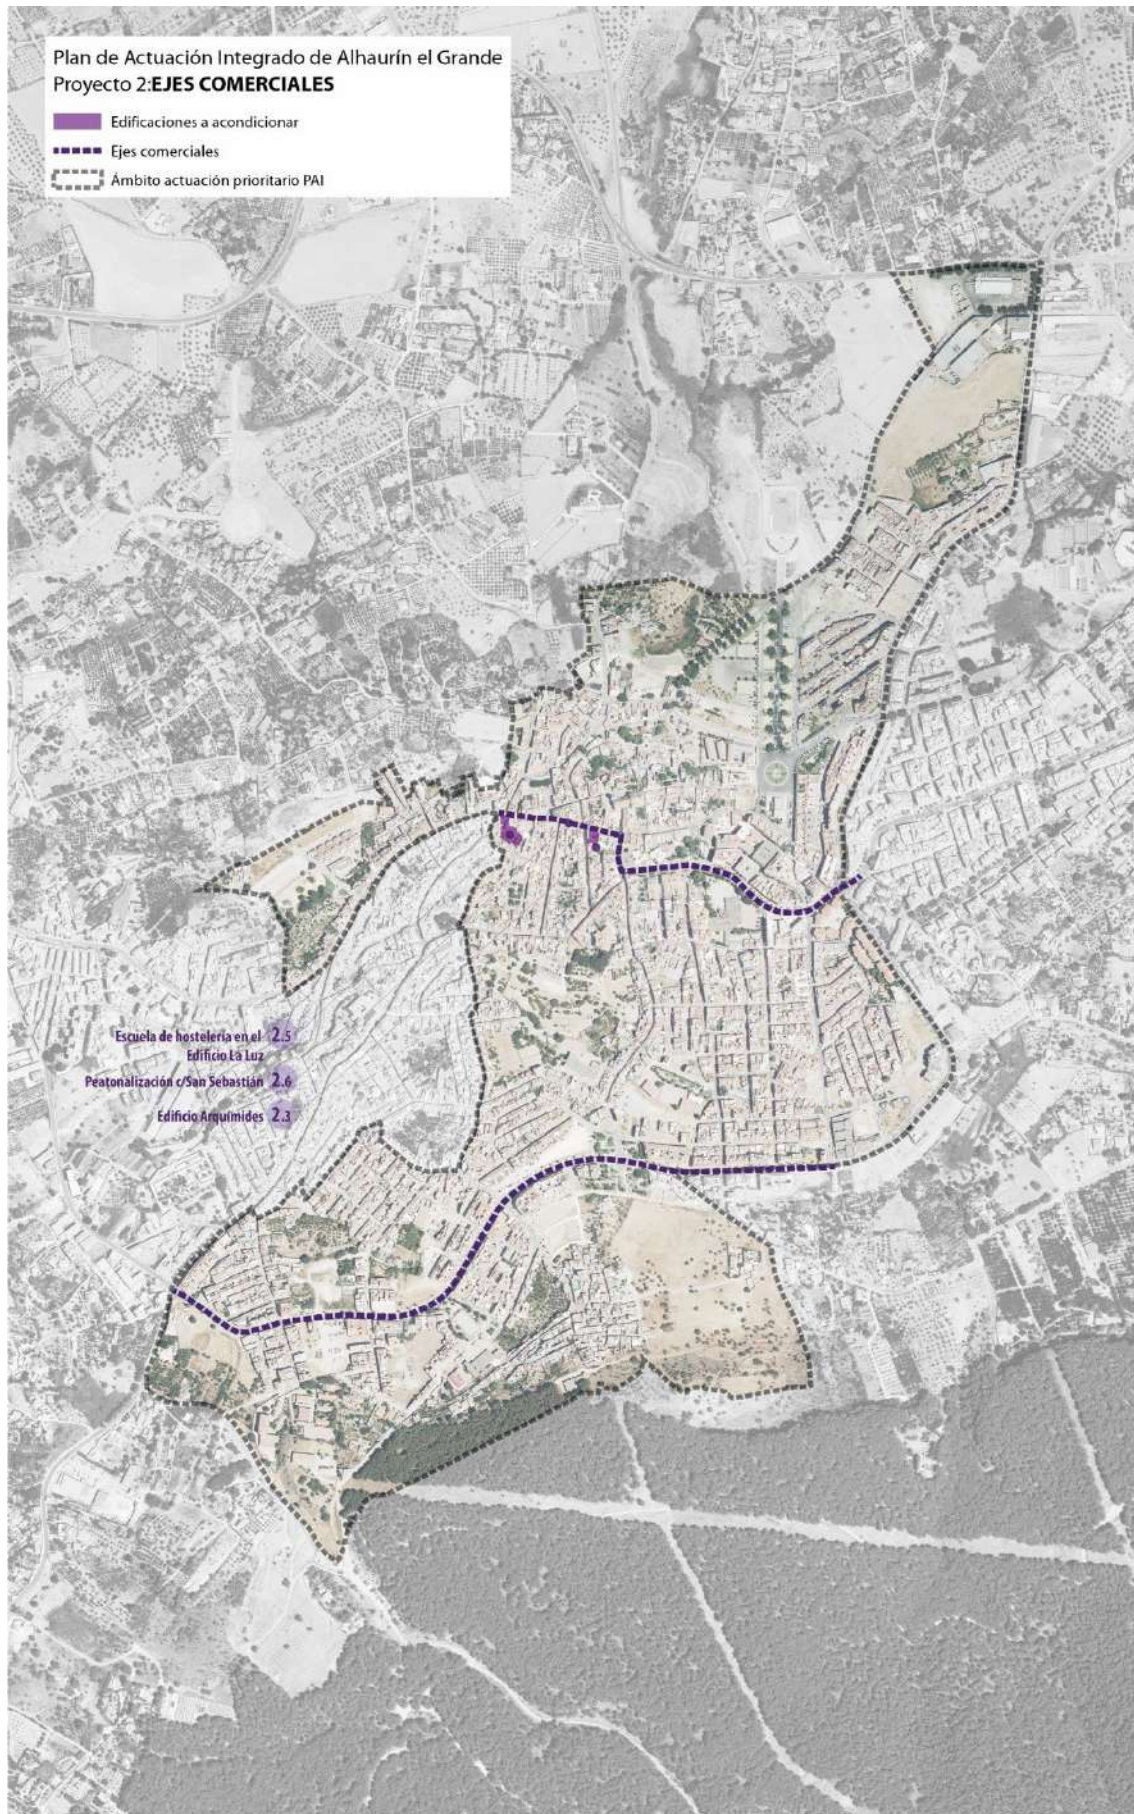 Plan de Actuación Integrado de Alhaurín el Grande
Proyecto 2:EJES COMERCIALES
Edificaciones a acondicionar
Ejes comerciales
Ámbito actuación prioritario PAI
Escuela de hostelería en el 2.5
Edificio La Luz
Peatonalización c/San Sebastián 2.6
Edificio Arquímides 2.3